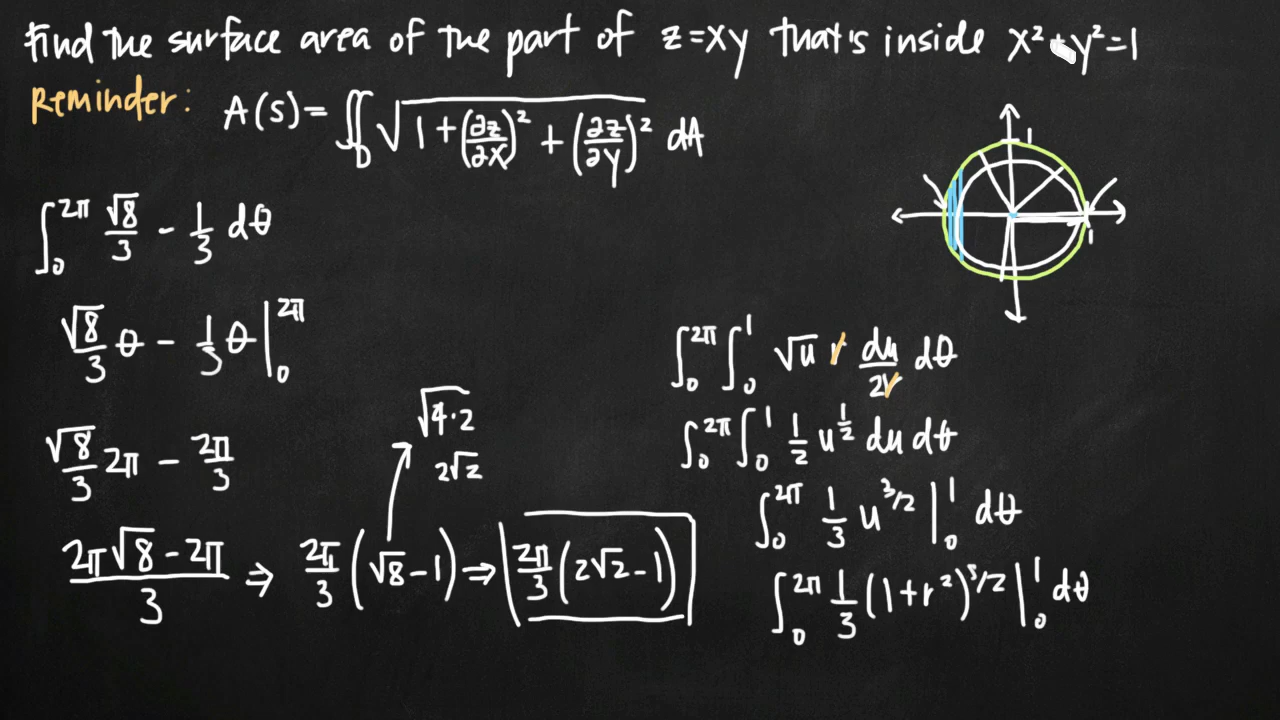 Find the surface area of the part of z=xy that's inside x²+y²=1
Reminder: A(S)= ∬_D √(1+(∂z/∂x)²+(∂z/∂y)²) dA
1
1
∫₀^2π √8/3 - 1/3 dθ
√8/3 θ - 1/3 θ |₀^2π
√8/3 2π - 2π/3
√(4·2)
2√2
(2π√8-2π)/3 ⇒ 2π/3 (√8-1) ⇒ 2π/3 (2√2-1)
∫₀^2π ∫₀^1 √u r du/2r dθ
∫₀^2π ∫₀^1 1/2 u^1/2 du dθ
∫₀^2π 1/3 u^3/2 |₀^1 dθ
∫₀^2π 1/3 (1+r²)^3/2 |₀^1 dθ